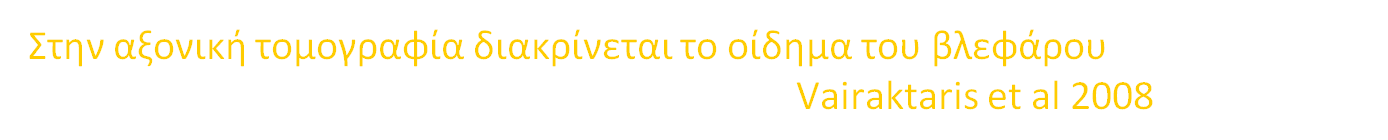 Στην αξονική τομογραφία διακρίνεται το οίδημα του βλεφάρου
Vairaktaris et al 2008